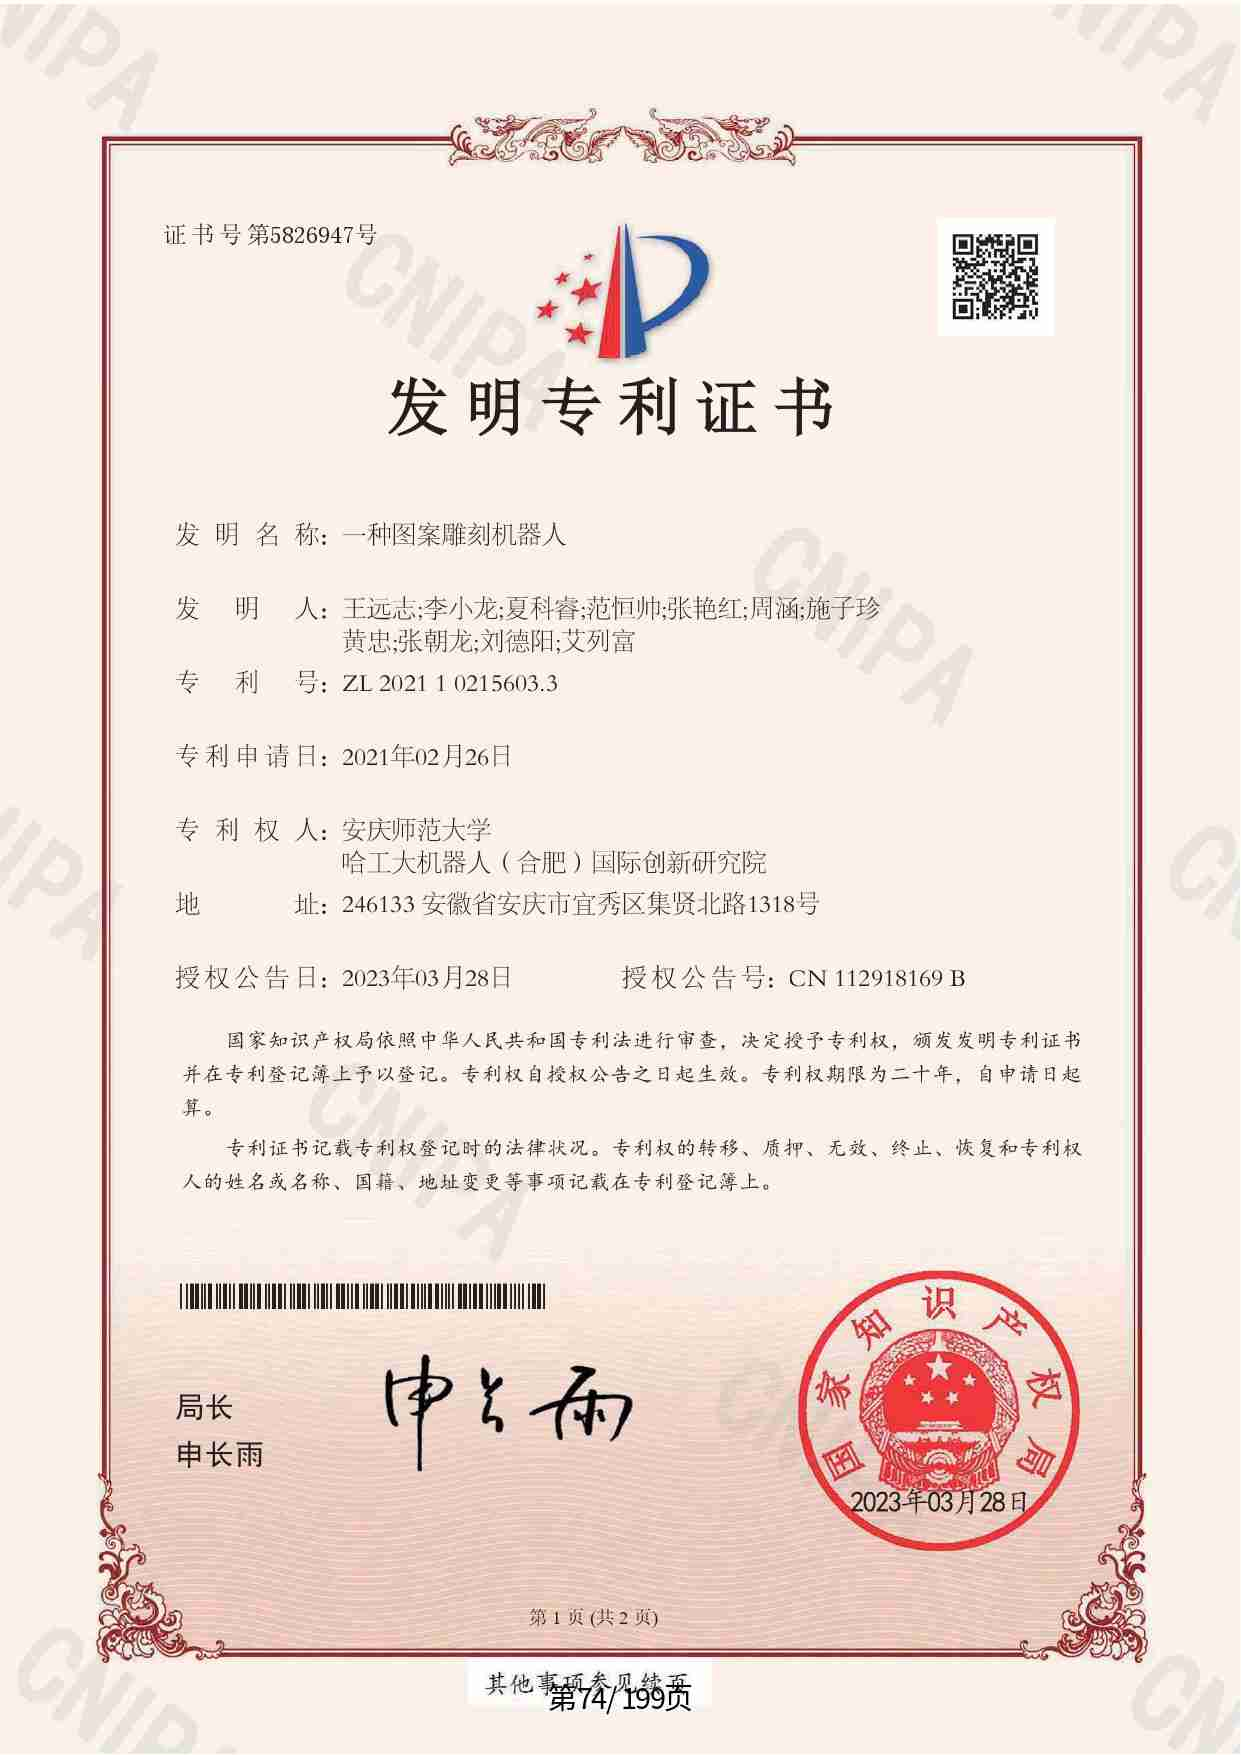 证书号第5826947号
发明专利证书
发明名称：一种图案雕刻机器人
发明人：王远志;李小龙;夏科睿;范恒帅;张艳红;周涵;施子珍
黄忠;张朝龙;刘德阳;艾列富
专利号：ZL 2021 1 0215603.3
专利申请日：2021年02月26日
专利权人：安庆师范大学
哈工大机器人（合肥）国际创新研究院
地址：246133 安徽省安庆市宜秀区集贤北路1318号
授权公告日：2023年03月28日 授权公告号：CN 112918169 B
国家知识产权局依照中华人民共和国专利法进行审查，决定授予专利权，颁发发明专利证书
并在专利登记簿上予以登记。专利权自授权公告之日起生效。专利权期限为二十年，自申请日起
算。
专利证书记载专利权登记时的法律状况。专利权的转移、质押、无效、终止、恢复和专利权
人的姓名或名称、国籍、地址变更等事项记载在专利登记簿上。
局长
申长雨
申长雨
国家知识产权局
2023年03月28日
第 1 页 (共 2 页)
其他事项参见续页
第74/199页
CNIPA
CNIPA
CNIPA
CNIPA
CNIPA
CNIPA